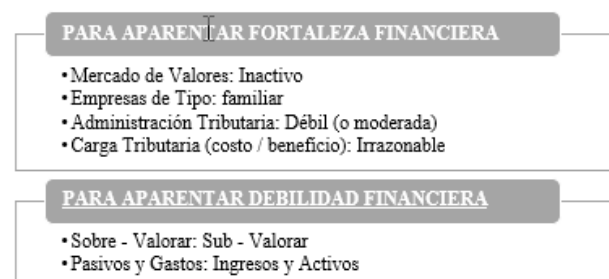 PARA APARENTAR FORTALEZA FINANCIERA
• Mercado de Valores: Inactivo
• Empresas de Tipo: familiar
• Administración Tributaria: Débil (o moderada)
• Carga Tributaria (costo / beneficio): Irrazonable
PARA APARENTAR DEBILIDAD FINANCIERA
• Sobre - Valorar: Sub - Valorar
• Pasivos y Gastos: Ingresos y Activos